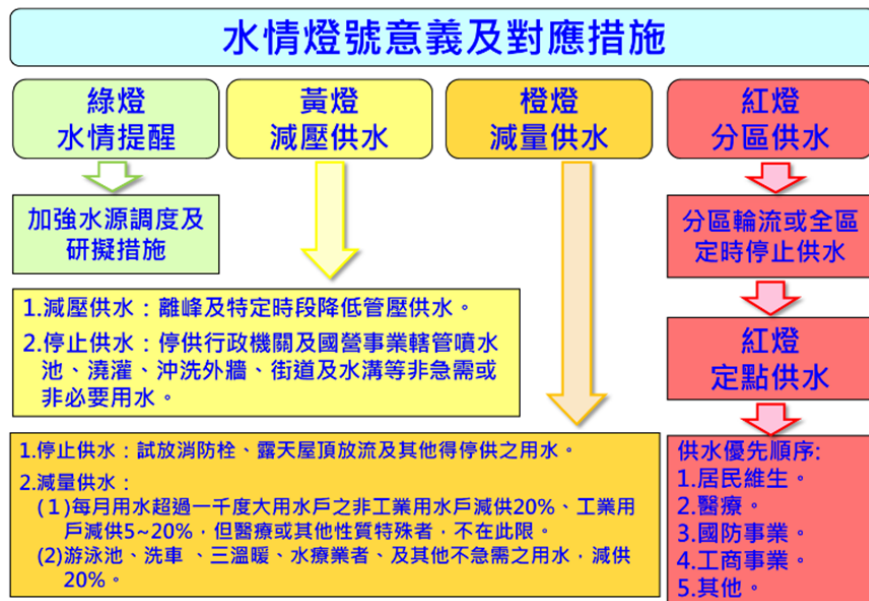 水情燈號意義及對應措施
綠燈
水情提醒
加強水源調度及
研擬措施
黃燈
減壓供水
1.減壓供水：離峰及特定時段降低管壓供水。
2.停止供水：停供行政機關及國營事業轄管噴水
池、澆灌、沖洗外牆、街道及水溝等非急需或
非必要用水。
橙燈
減量供水
1.停止供水：試放消防栓、露天屋頂放流及其他得停供之用水。
2.減量供水：
(1)每月用水超過一千度大用水戶之非工業用水戶減供20%、工業用
戶減供5~20%，但醫療或其他性質特殊者，不在此限。
(2)游泳池、洗車 、三溫暖、水療業者、及其他不急需之用水，減供
20%。
紅燈
分區供水
分區輪流或全區
定時停止供水
紅燈
定點供水
供水優先順序:
1.居民維生。
2.醫療。
3.國防事業。
4.工商事業。
5.其他。